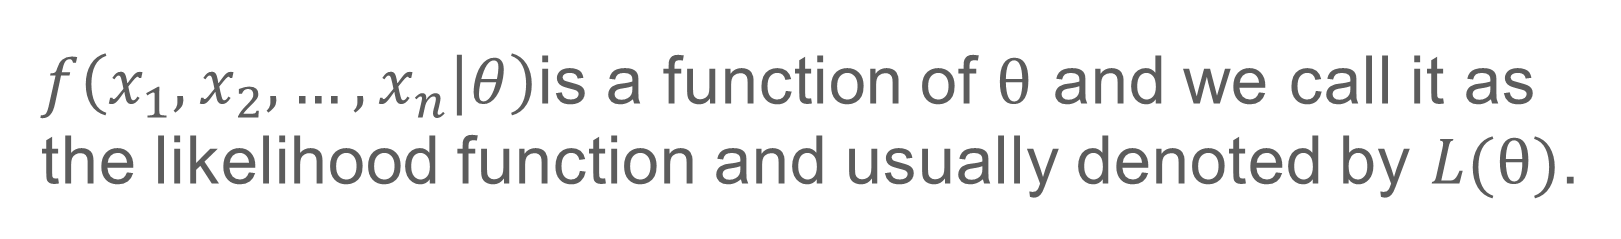 f(x₁, x₂, … , xₙ|θ)is a function of θ and we call it as
the likelihood function and usually denoted by L(θ).